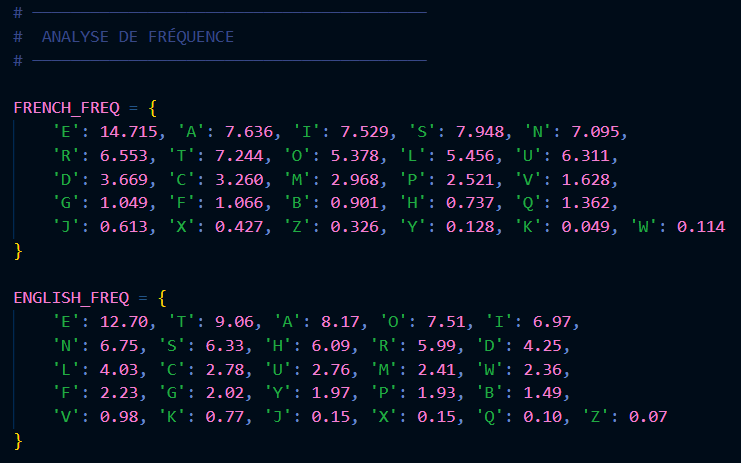 # ─────────────────────────────────────────
#  ANALYSE DE FRÉQUENCE
# ─────────────────────────────────────────

FRENCH_FREQ = {
    'E': 14.715, 'A': 7.636, 'I': 7.529, 'S': 7.948, 'N': 7.095,
    'R': 6.553, 'T': 7.244, 'O': 5.378, 'L': 5.456, 'U': 6.311,
    'D': 3.669, 'C': 3.260, 'M': 2.968, 'P': 2.521, 'V': 1.628,
    'G': 1.049, 'F': 1.066, 'B': 0.901, 'H': 0.737, 'Q': 1.362,
    'J': 0.613, 'X': 0.427, 'Z': 0.326, 'Y': 0.128, 'K': 0.049, 'W': 0.114
}

ENGLISH_FREQ = {
    'E': 12.70, 'T': 9.06, 'A': 8.17, 'O': 7.51, 'I': 6.97,
    'N': 6.75, 'S': 6.33, 'H': 6.09, 'R': 5.99, 'D': 4.25,
    'L': 4.03, 'C': 2.78, 'U': 2.76, 'M': 2.41, 'W': 2.36,
    'F': 2.23, 'G': 2.02, 'Y': 1.97, 'P': 1.93, 'B': 1.49,
    'V': 0.98, 'K': 0.77, 'J': 0.15, 'X': 0.15, 'Q': 0.10, 'Z': 0.07
}